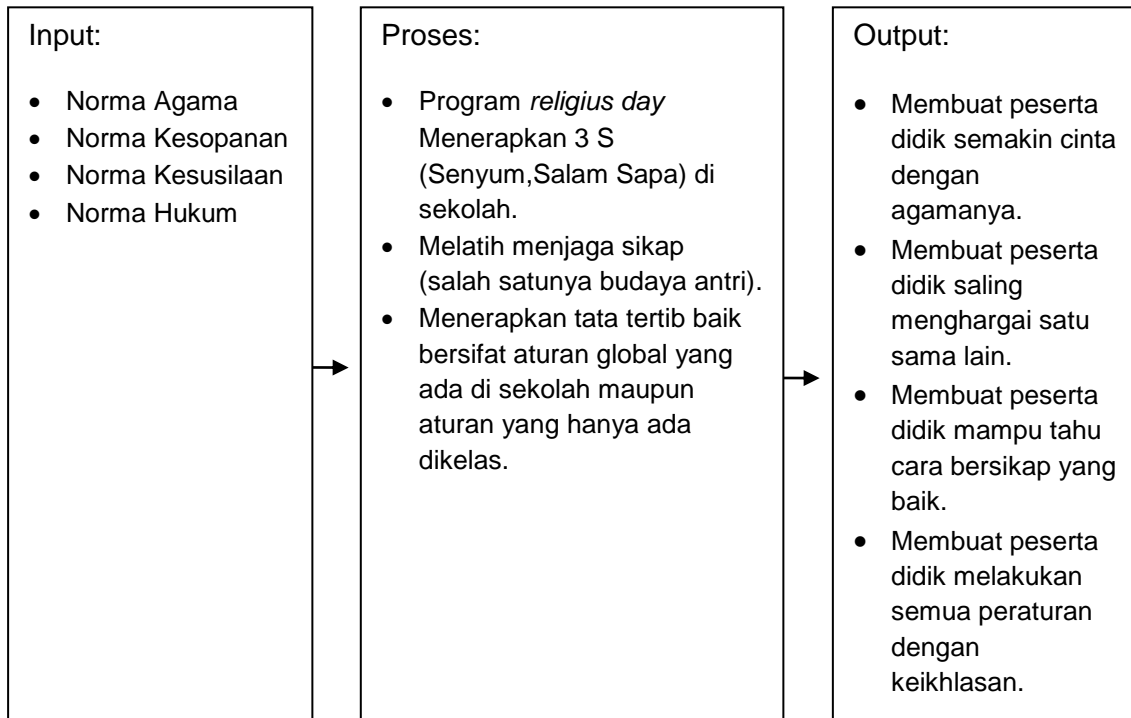 Input:
• Norma Agama
• Norma Kesopanan
• Norma Kesusilaan
• Norma Hukum
Proses:
• Program religius day
Menerapkan 3 S
(Senyum,Salam Sapa) di
sekolah.
• Melatih menjaga sikap
(salah satunya budaya antri).
• Menerapkan tata tertib baik
bersifat aturan global yang
ada di sekolah maupun
aturan yang hanya ada
dikelas.
Output:
• Membuat peserta
didik semakin cinta
dengan
agamanya.
• Membuat peserta
didik saling
menghargai satu
sama lain.
• Membuat peserta
didik mampu tahu
cara bersikap yang
baik.
• Membuat peserta
didik melakukan
semua peraturan
dengan
keikhlasan.